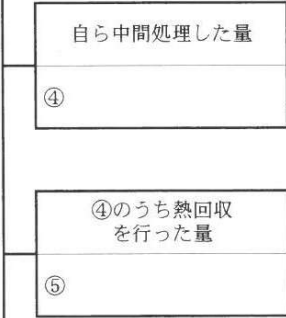 自ら中間処理した量
④
④のうち熱回収
を行った量
⑤